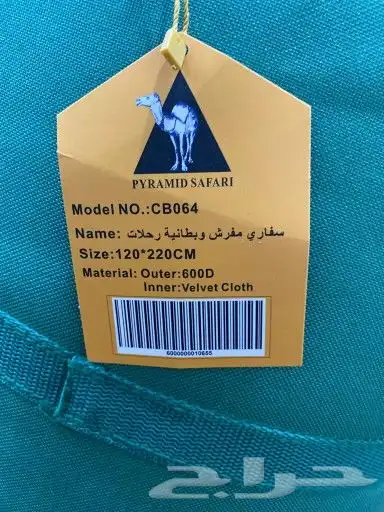 PYRAMID SAFARI
Model NO.:CB064
Name: سفاري مفرش وبطانية رحلات
Size:120*220CM
Material: Outer:600D
Inner:Velvet Cloth
6000000010655
حراج